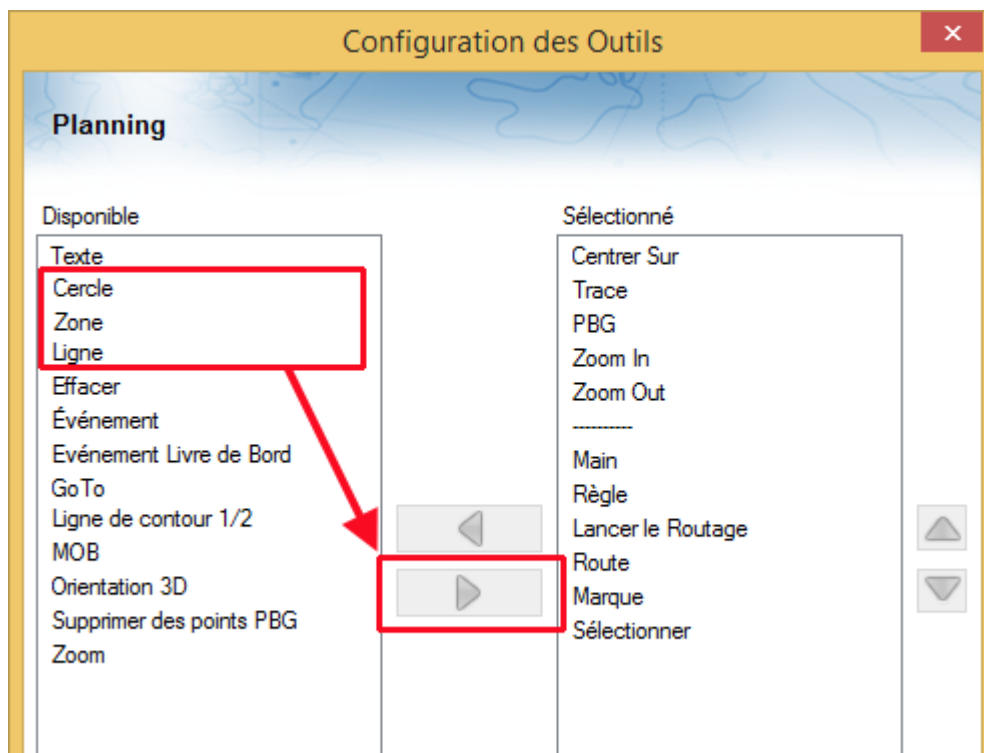 Configuration des Outils
Planning
Disponible
Texte
Cercle
Zone
Ligne
Effacer
Événement
Evénement Livre de Bord
GoTo
Ligne de contour 1/2
MOB
Orientation 3D
Supprimer des points PBG
Zoom
Sélectionné
Centrer Sur
Trace
PBG
Zoom In
Zoom Out
----------
Main
Règle
Lancer le Routage
Route
Marque
Sélectionner